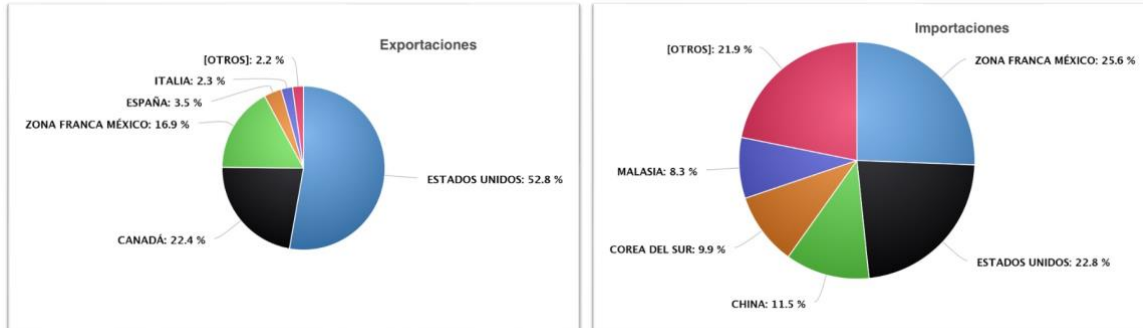 Exportaciones
[OTROS]: 2.2 %
ITALIA: 2.3 %
ESPAÑA: 3.5 %
ZONA FRANCA MÉXICO: 16.9 %
ESTADOS UNIDOS: 52.8 %
CANADÁ: 22.4 %
Importaciones
[OTROS]: 21.9 %
ZONA FRANCA MÉXICO: 25.6 %
MALASIA: 8.3 %
COREA DEL SUR: 9.9 %
ESTADOS UNIDOS: 22.8 %
CHINA: 11.5 %